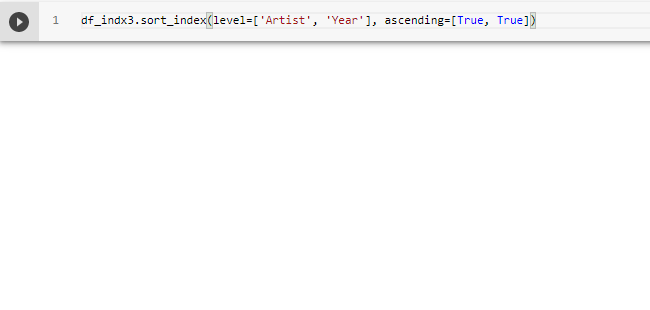 1 df_indx3.sort_index(level=['Artist', 'Year'], ascending=[True, True])